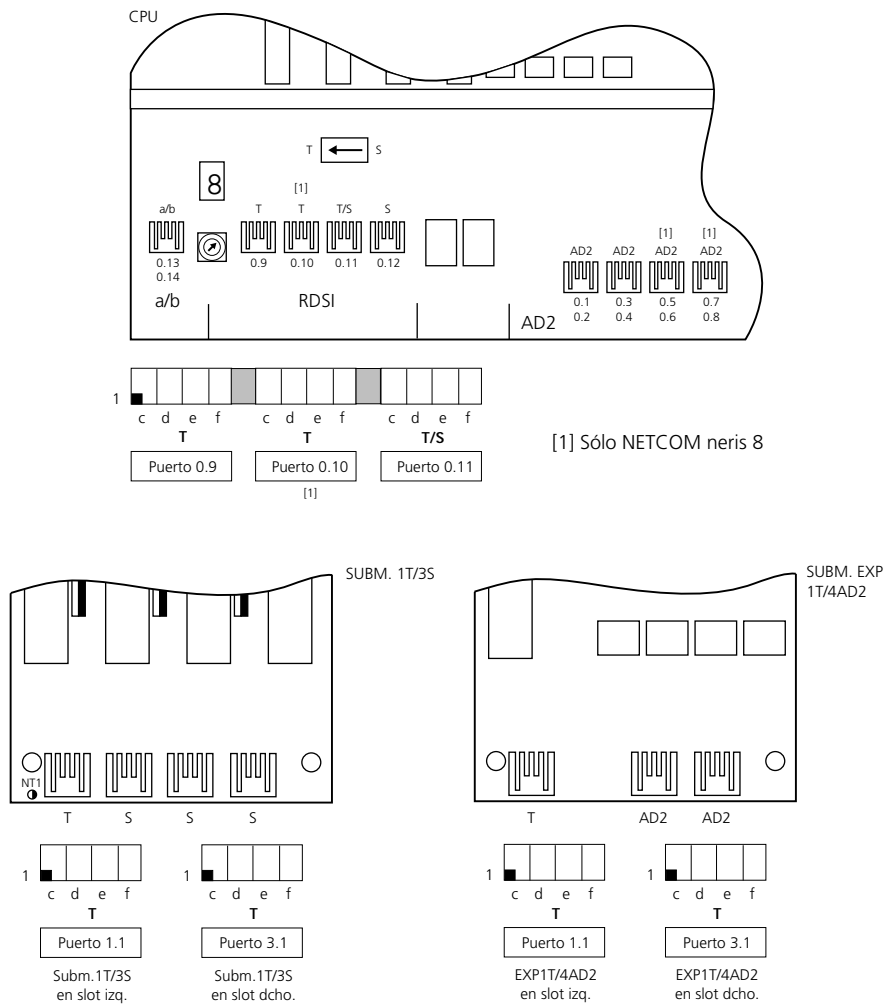 CPU
T S
8
[1]
a/b T T T/S S
0.13 0.9 0.10 0.11 0.12
0.14
[1] [1]
AD2 AD2 AD2 AD2
0.1 0.3 0.5 0.7
0.2 0.4 0.6 0.8
a/b RDSI AD2
1
c d e f c d e f c d e f
T T T/S
Puerto 0.9 Puerto 0.10 Puerto 0.11
[1]
[1] Sólo NETCOM neris 8
SUBM. 1T/3S
NT1
T S S S
1 1
c d e f c d e f
T T
Puerto 1.1 Puerto 3.1
Subm.1T/3S Subm.1T/3S
en slot izq. en slot dcho.
SUBM. EXP
1T/4AD2
T AD2 AD2
1 1
c d e f c d e f
T T
Puerto 1.1 Puerto 3.1
EXP1T/4AD2 EXP1T/4AD2
en slot izq. en slot dcho.